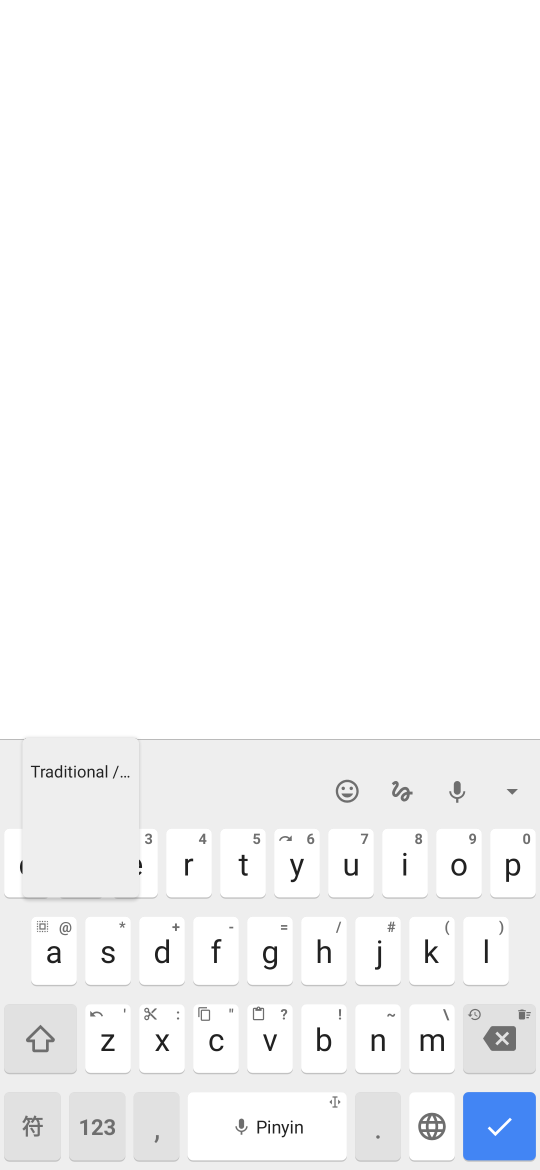 Traditional /...
3 4 5 6 7 8 9 0
e r t y u i o p
@ * + - = / # ( )
a s d f g h j k l
' : " ? ! ~ \
z x c v b n m
符 123 , Pinyin .